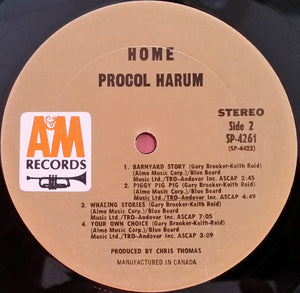 HOME
PROCOL HARUM
STEREO
Side 2
SP-4261
(SP-4422)
A&M
RECORDS
1. BARNYARD STORY (Gary Brooker-Keith Reid)
(Almo Music Corp.)/Blue Beard
Music Ltd./TRO-Andover Inc. ASCAP 2:45
2. PIGGY PIG PIG (Gary Brooker-Keith Reid)
(Almo Music Corp.)/Blue Beard
Music Ltd./TRO-Andover Inc. ASCAP 4:49
3. WHALING STORIES (Gary Brooker-Keith Reid)
(Almo Music Corp.)/Blue Beard
Music Ltd./TRO-Andover Inc. ASCAP 7:05
4. YOUR OWN CHOICE (Gary Brooker-Keith Reid)
(Almo Music Corp.)/Blue Beard
Music Ltd./TRO-Andover Inc. ASCAP 3:09
PRODUCED BY CHRIS THOMAS
MANUFACTURED IN CANADA